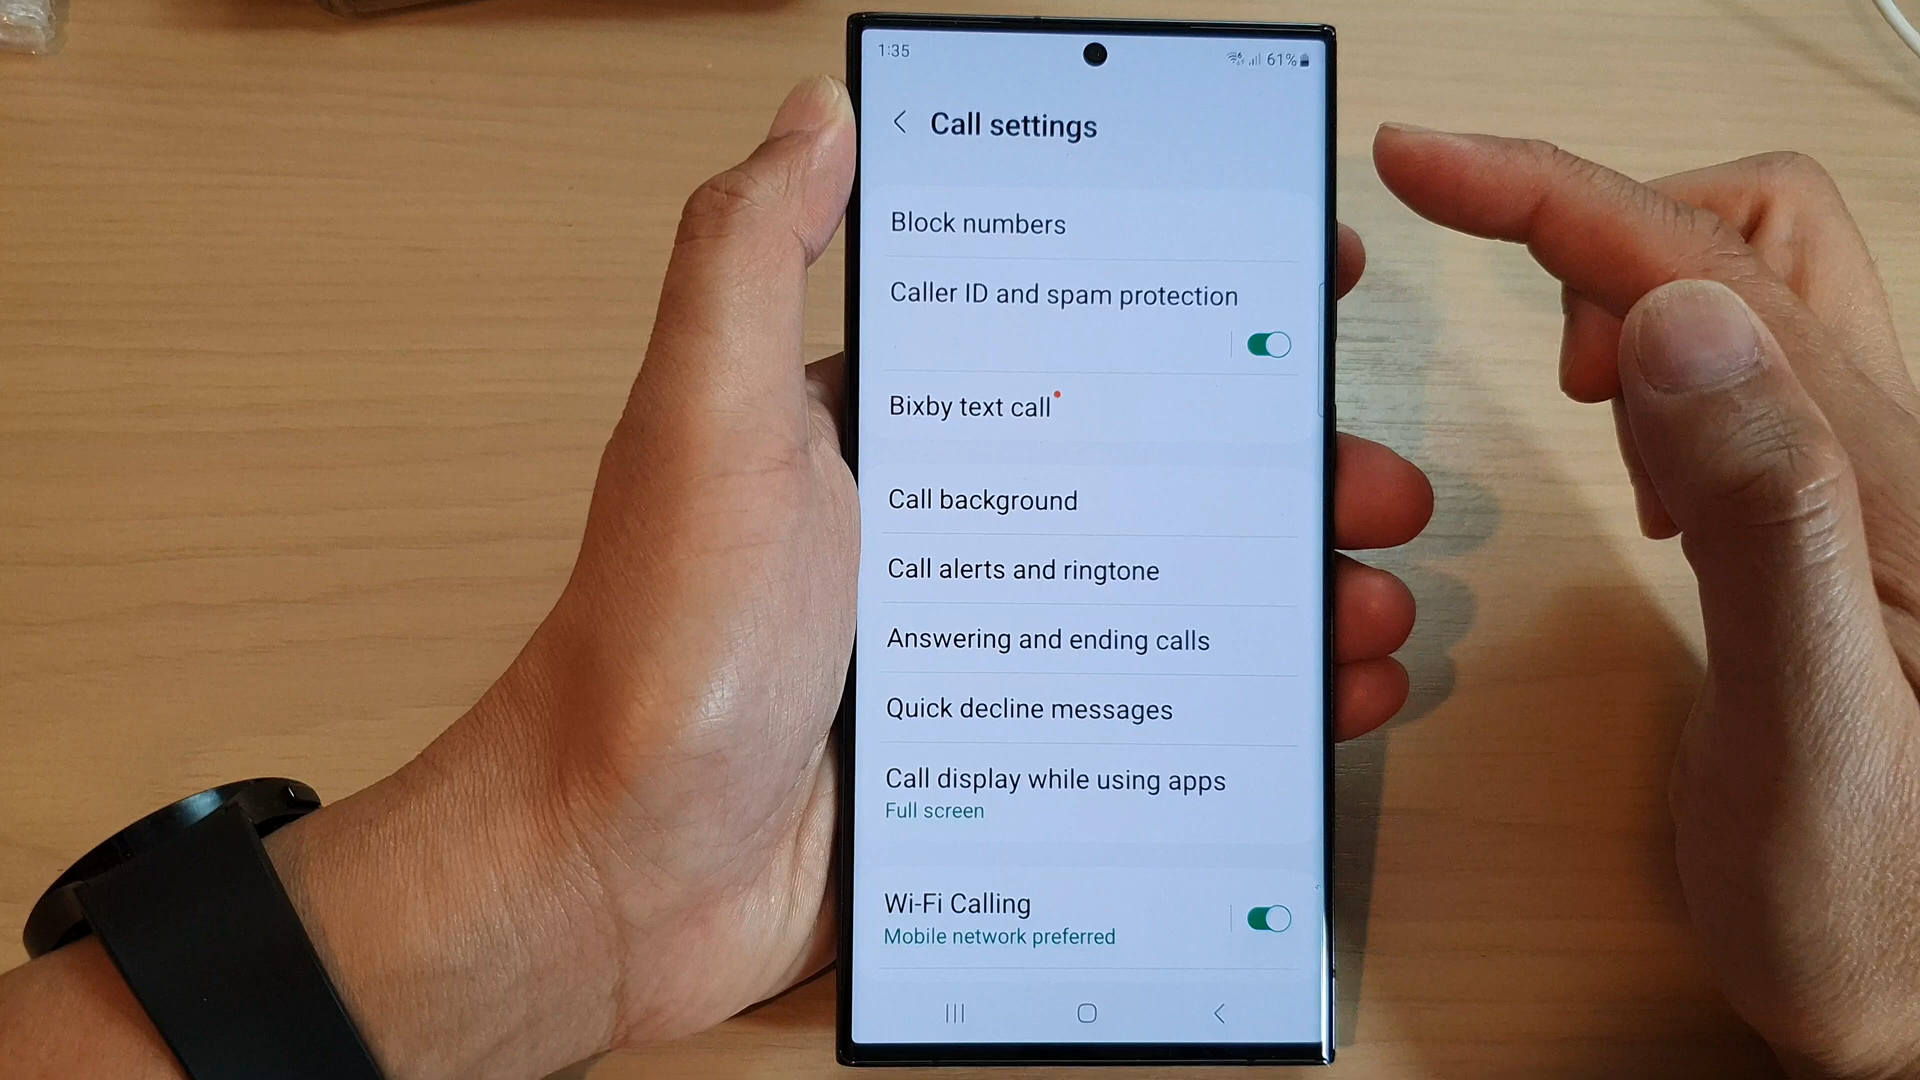 1:35
61%
Call settings
Block numbers
Caller ID and spam protection
Bixby text call
Call background
Call alerts and ringtone
Answering and ending calls
Quick decline messages
Call display while using apps
Full screen
Wi-Fi Calling
Mobile network preferred